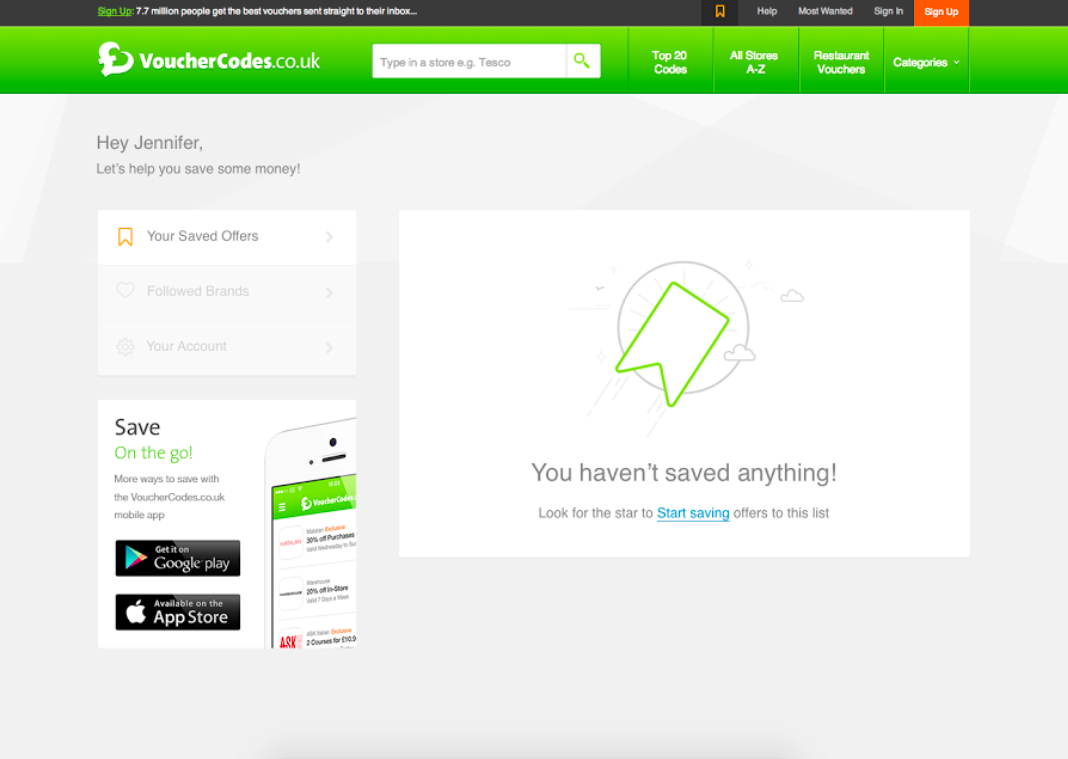 Sign Up: 7.7 million people get the best vouchers sent straight to their inbox...
Help
Most Wanted
Sign In
Sign Up
VoucherCodes.co.uk
Type in a store e.g. Tesco
Top 20
Codes
All Stores
A-Z
Restaurant
Vouchers
Categories
Hey Jennifer,
Let's help you save some money!
Your Saved Offers
Followed Brands
Your Account
You haven't saved anything!
Look for the star to Start saving offers to this list
Save
On the go!
More ways to save with
the VoucherCodes.co.uk
mobile app
Get it on
Google play
Available on the
App Store
VoucherCodes
MATALAN
Matalan Exclusive
30% off Purchases
Valid Wednesday to
Warehouse
20% off In-Store
Valid 7 Days a Week
ASK
ASK Italian Exclusive
2 Courses for £10.9